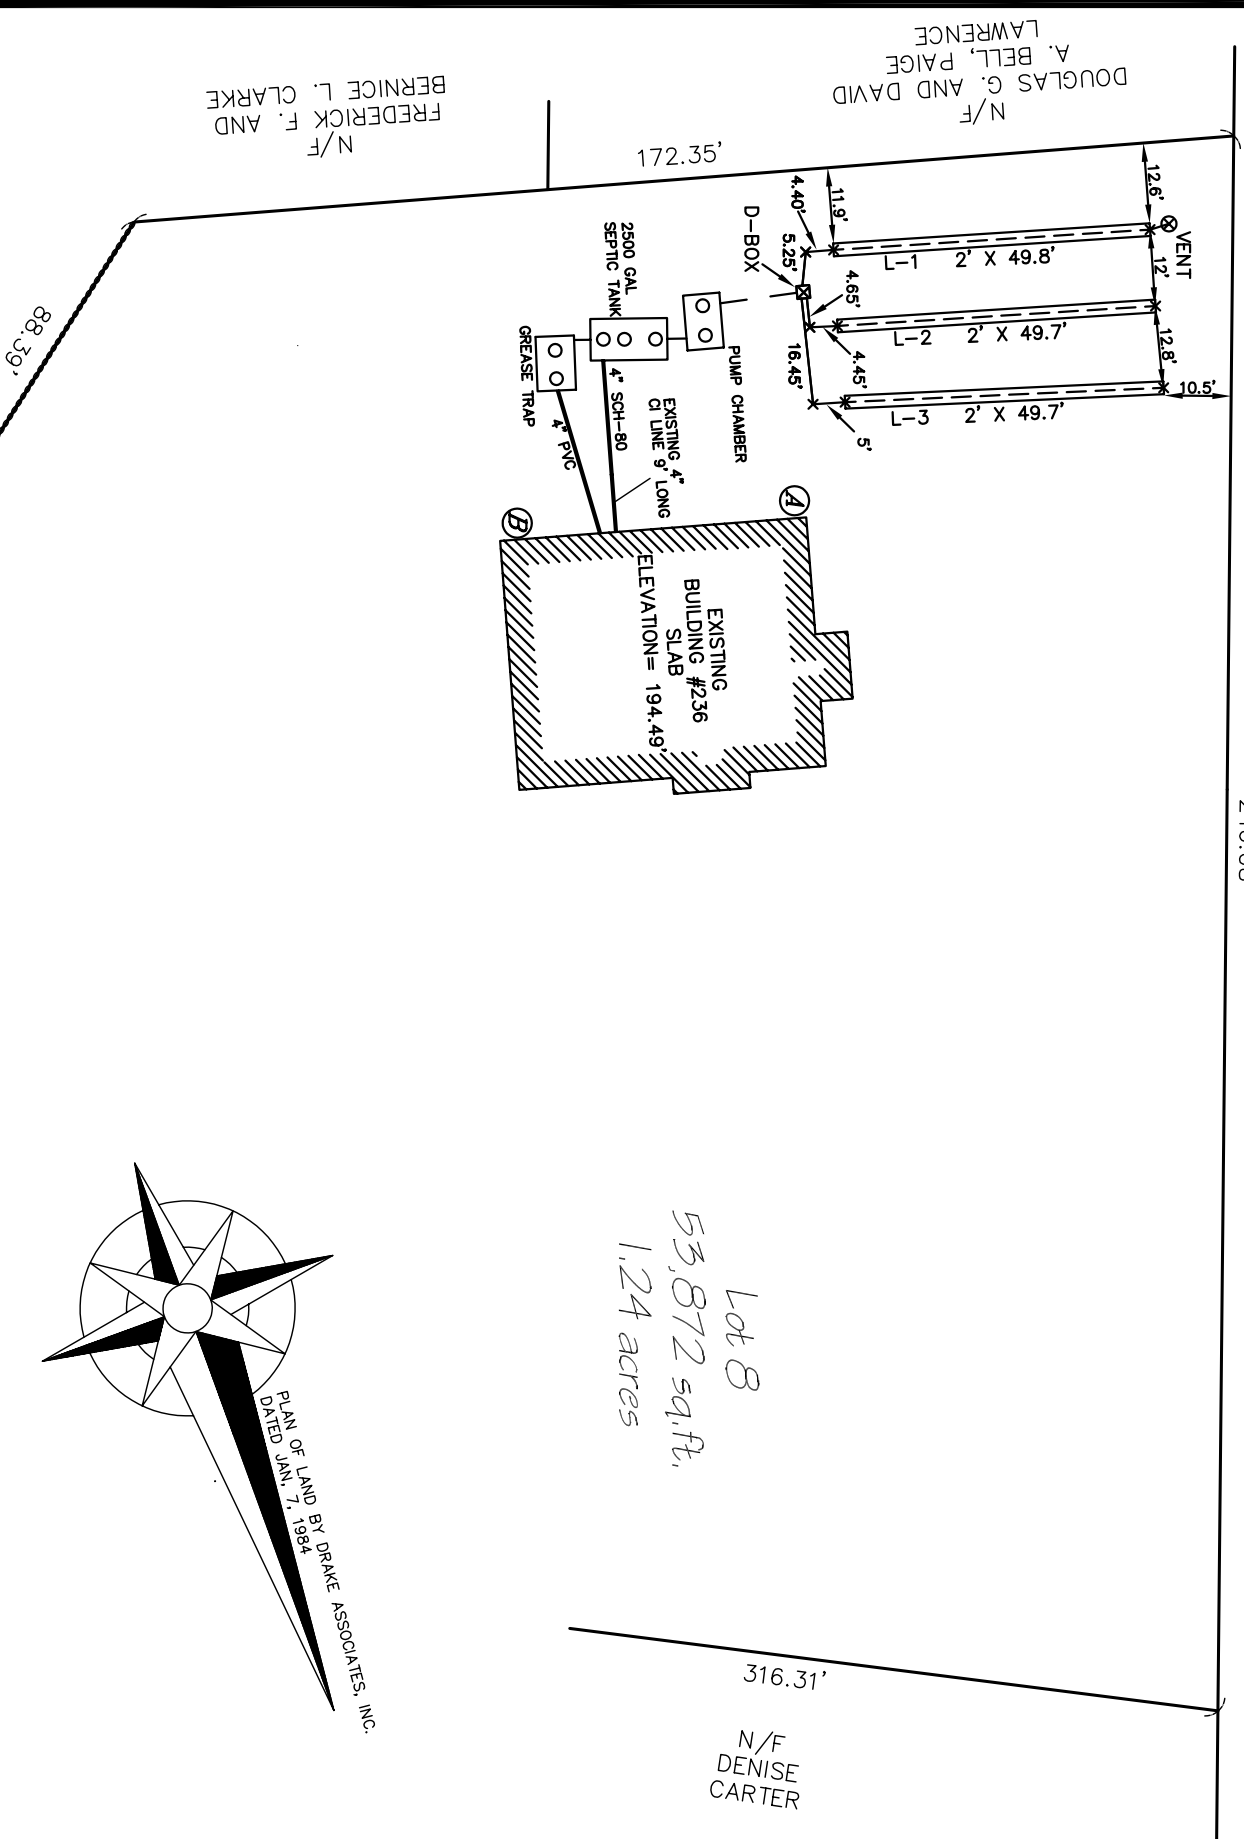 N/F
DOUGLAS G. AND DAVID
A. BELL, PAIGE
LAWRENCE
N/F
FREDERICK F. AND
BERNICE L. CLARKE
172.35'
88.39'
12.6'
11.9'
4.40'
5.25'
D-BOX
VENT
12'
12.8'
10.5'
L-1 2' X 49.8'
L-2 2' X 49.7'
L-3 2' X 49.7'
4.65'
4.45'
16.45'
5'
2500 GAL
SEPTIC TANK
PUMP CHAMBER
GREASE TRAP
4" SCH-80
4" PVC
EXISTING 4"
CI LINE 9' LONG
A
B
EXISTING
BUILDING #236
SLAB
ELEVATION= 194.49'
Lot 8
53,872 sq.ft.
1.24 acres
PLAN OF LAND BY DRAKE ASSOCIATES, INC.
DATED JAN, 7, 1984
316.31'
N/F
DENISE
CARTER